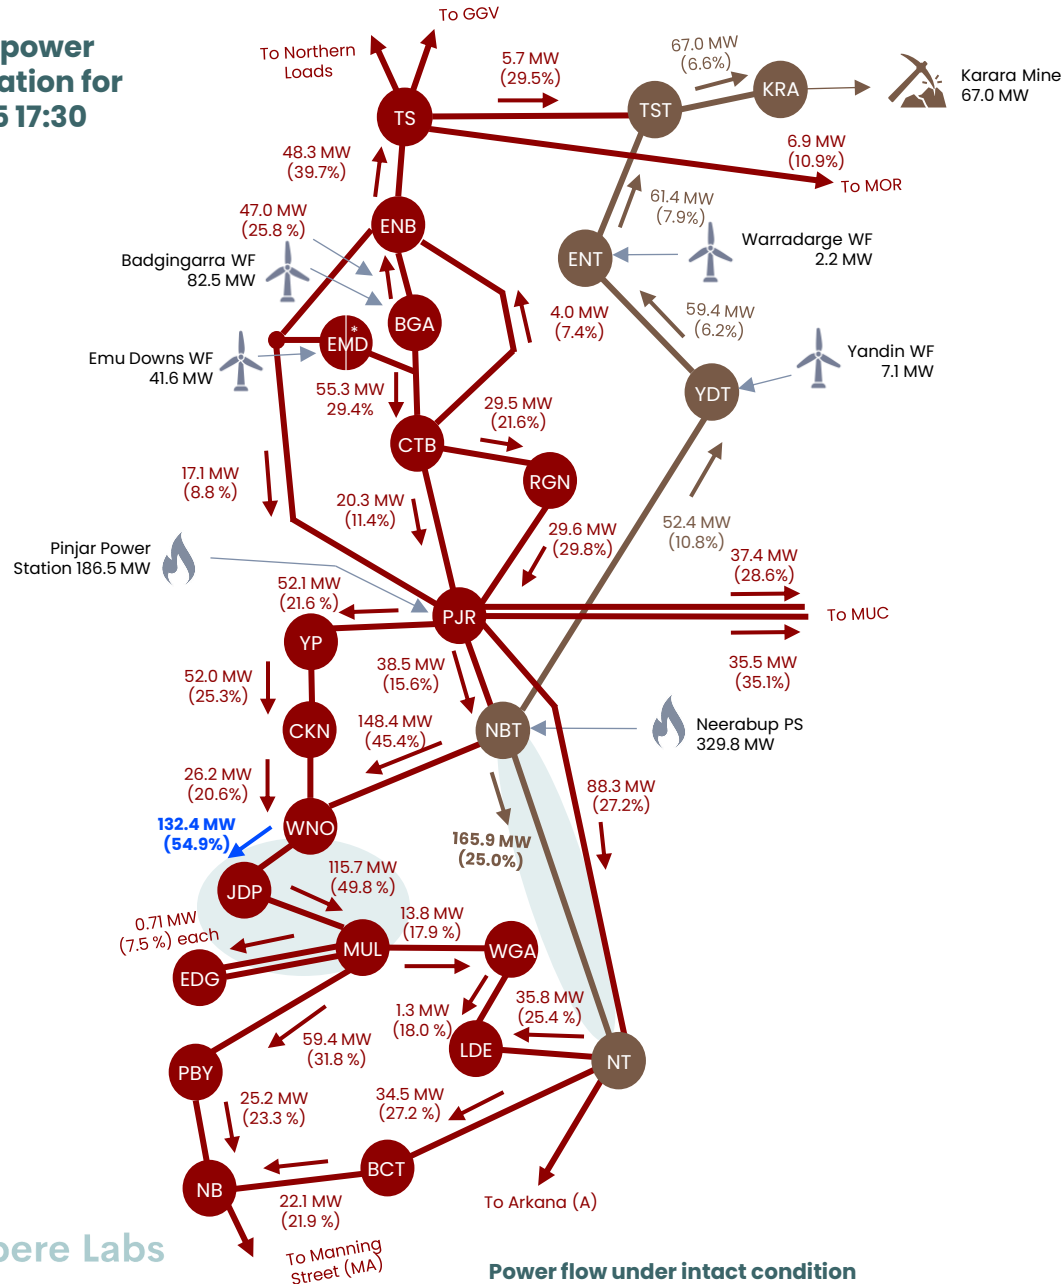 power
ation for
5 17:30
To GGV
To Northern
Loads
5.7 MW
(29.5%)
67.0 MW
(6.6%)
TS
TST
KRA
Karara Mine
67.0 MW
48.3 MW
(39.7%)
6.9 MW
(10.9%)
To MOR
47.0 MW
(25.8 %)
61.4 MW
(7.9%)
ENB
ENT
Warradarge WF
2.2 MW
Badgingarra WF
82.5 MW
BGA
4.0 MW
(7.4%)
59.4 MW
(6.2%)
EMD
*
Emu Downs WF
41.6 MW
Yandin WF
7.1 MW
55.3 MW
29.4%
YDT
29.5 MW
(21.6%)
CTB
RGN
17.1 MW
(8.8 %)
20.3 MW
(11.4%)
29.6 MW
(29.8%)
52.4 MW
(10.8%)
Pinjar Power
Station 186.5 MW
37.4 MW
(28.6%)
52.1 MW
(21.6 %)
PJR
To MUC
YP
35.5 MW
(35.1%)
52.0 MW
(25.3%)
38.5 MW
(15.6%)
CKN
148.4 MW
(45.4%)
NBT
Neerabup PS
329.8 MW
26.2 MW
(20.6%)
88.3 MW
(27.2%)
WNO
132.4 MW
(54.9%)
165.9 MW
(25.0%)
JDP
115.7 MW
(49.8 %)
0.71 MW
(7.5 %) each
13.8 MW
(17.9 %)
MUL
WGA
EDG
1.3 MW
(18.0 %)
35.8 MW
(25.4 %)
59.4 MW
(31.8 %)
LDE
NT
PBY
25.2 MW
(23.3 %)
34.5 MW
(27.2 %)
BCT
NB
22.1 MW
(21.9 %)
To Arkana (A)
pere Labs
To Manning
Street (MA)
Power flow under intact condition